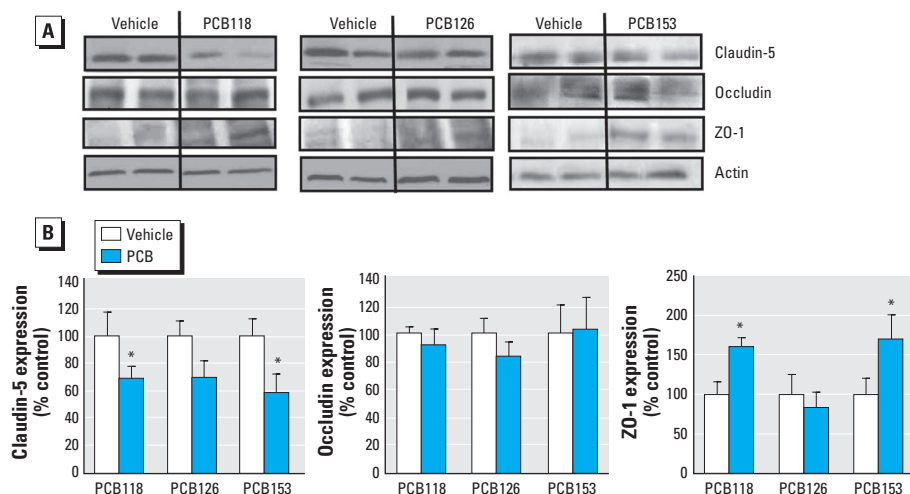 A
Vehicle PCB118
Vehicle PCB126
Vehicle PCB153
Claudin-5
Occludin
ZO-1
Actin
B
Vehicle
PCB
Claudin-5 expression
(% control)
140
120
100
80
60
40
20
0
PCB118 PCB126 PCB153
*
*
Occludin expression
(% control)
140
120
100
80
60
40
20
0
PCB118 PCB126 PCB153
ZO-1 expression
(% control)
250
200
150
100
50
0
PCB118 PCB126 PCB153
*
*